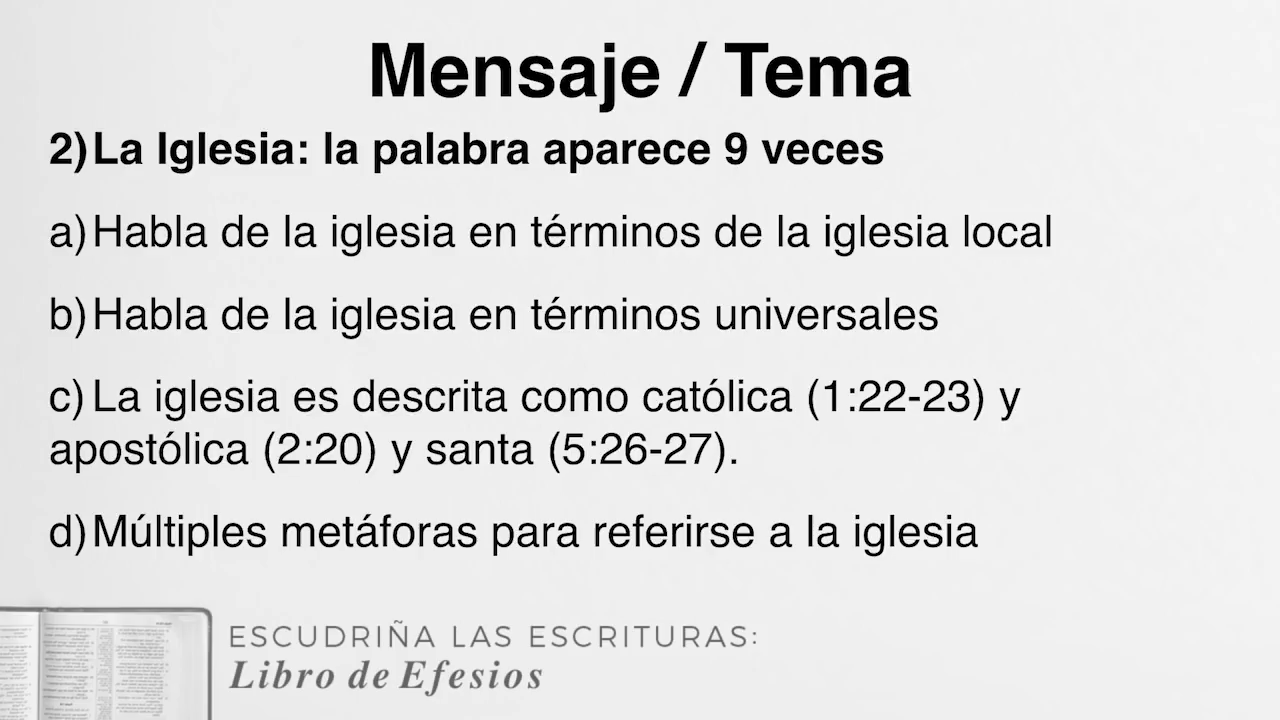 Mensaje / Tema
2) La Iglesia: la palabra aparece 9 veces
a) Habla de la iglesia en términos de la iglesia local
b) Habla de la iglesia en términos universales
c) La iglesia es descrita como católica (1:22-23) y
apostólica (2:20) y santa (5:26-27).
d) Múltiples metáforas para referirse a la iglesia
ESCUDRIÑA LAS ESCRITURAS:
Libro de Efesios